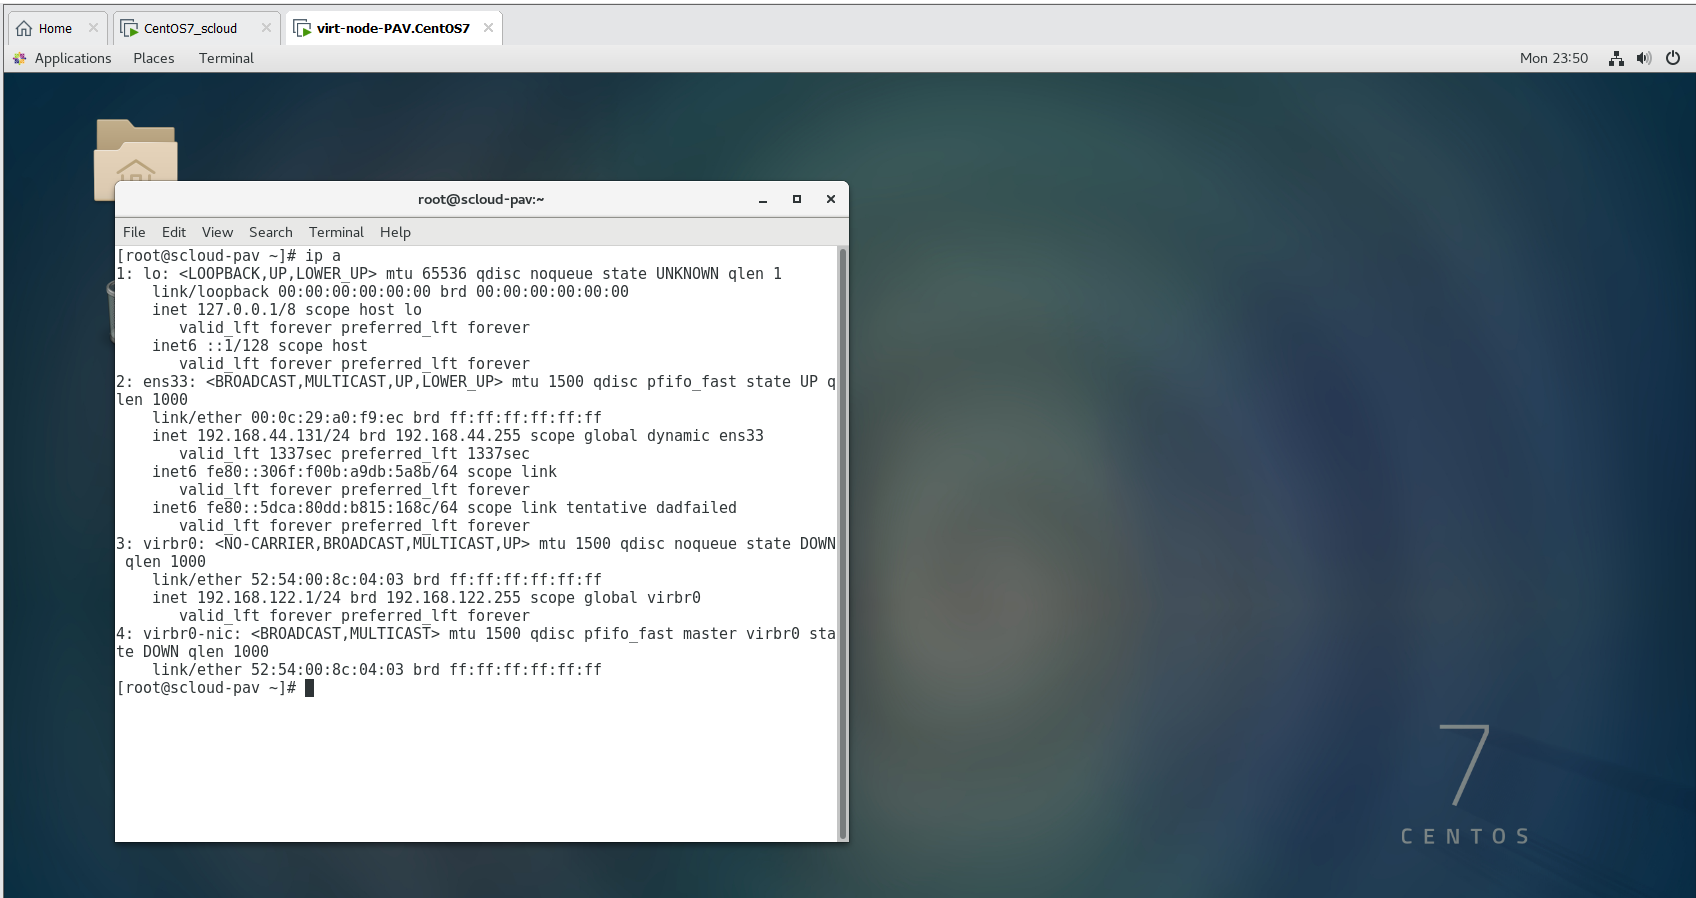 Home
CentOS7_scloud
virt-node-PAV.CentOS7
Applications Places Terminal
Mon 23:50
root@scloud-pav:~
File Edit View Search Terminal Help
[root@scloud-pav ~]# ip a
1: lo: <LOOPBACK,UP,LOWER_UP> mtu 65536 qdisc noqueue state UNKNOWN qlen 1
    link/loopback 00:00:00:00:00:00 brd 00:00:00:00:00:00
    inet 127.0.0.1/8 scope host lo
       valid_lft forever preferred_lft forever
    inet6 ::1/128 scope host
       valid_lft forever preferred_lft forever
2: ens33: <BROADCAST,MULTICAST,UP,LOWER_UP> mtu 1500 qdisc pfifo_fast state UP q
len 1000
    link/ether 00:0c:29:a0:f9:ec brd ff:ff:ff:ff:ff:ff
    inet 192.168.44.131/24 brd 192.168.44.255 scope global dynamic ens33
       valid_lft 1337sec preferred_lft 1337sec
    inet6 fe80::306f:f00b:a9db:5a8b/64 scope link
       valid_lft forever preferred_lft forever
    inet6 fe80::5dca:80dd:b815:168c/64 scope link tentative dadfailed
       valid_lft forever preferred_lft forever
3: virbr0: <NO-CARRIER,BROADCAST,MULTICAST,UP> mtu 1500 qdisc noqueue state DOWN
 qlen 1000
    link/ether 52:54:00:8c:04:03 brd ff:ff:ff:ff:ff:ff
    inet 192.168.122.1/24 brd 192.168.122.255 scope global virbr0
       valid_lft forever preferred_lft forever
4: virbr0-nic: <BROADCAST,MULTICAST> mtu 1500 qdisc pfifo_fast master virbr0 sta
te DOWN qlen 1000
    link/ether 52:54:00:8c:04:03 brd ff:ff:ff:ff:ff:ff
[root@scloud-pav ~]#
7
CENTOS